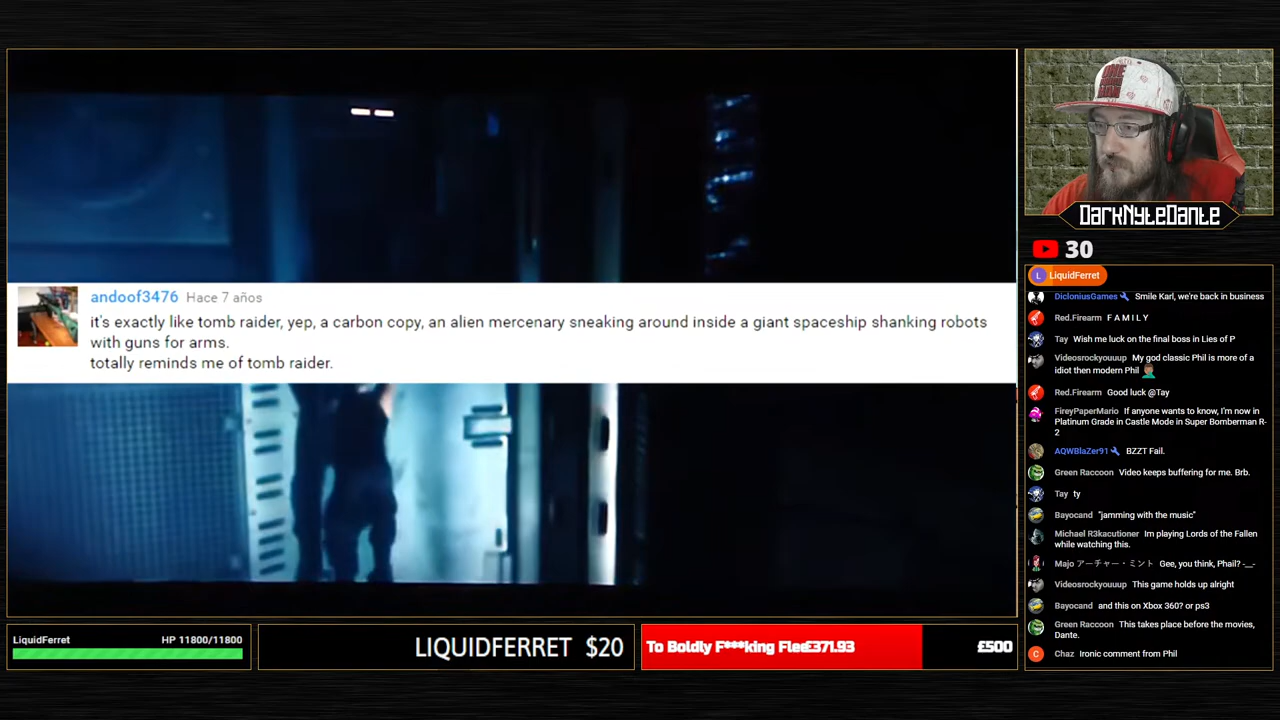 andoof3476 Hace 7 años
it's exactly like tomb raider, yep, a carbon copy, an alien mercenary sneaking around inside a giant spaceship shanking robots
with guns for arms.
totally reminds me of tomb raider.
DarkNyteDante
30
L LiquidFerret
DicloniusGames Smile Karl, we're back in business
Red.Firearm F A M I L Y
Tay Wish me luck on the final boss in Lies of P
Videosrockyouuup My god classic Phil is more of a
idiot then modern Phil
Red.Firearm Good luck @Tay
FireyPaperMario If anyone wants to know, I'm now in
Platinum Grade in Castle Mode in Super Bomberman R-
2
AQWBlaZer91 BZZT Fail.
Green Raccoon Video keeps buffering for me. Brb.
Tay ty
Bayocand "jamming with the music"
Michael R3kacutioner Im playing Lords of the Fallen
while watching this.
Majo アーチャー・ミント Gee, you think, Phail? -__-
Videosrockyouuup This game holds up alright
Bayocand and this on Xbox 360? or ps3
Green Raccoon This takes place before the movies,
Dante.
C Chaz Ironic comment from Phil
LiquidFerret HP 11800/11800
LIQUIDFERRET $20
To Boldly F***king Flee£371.93 £500